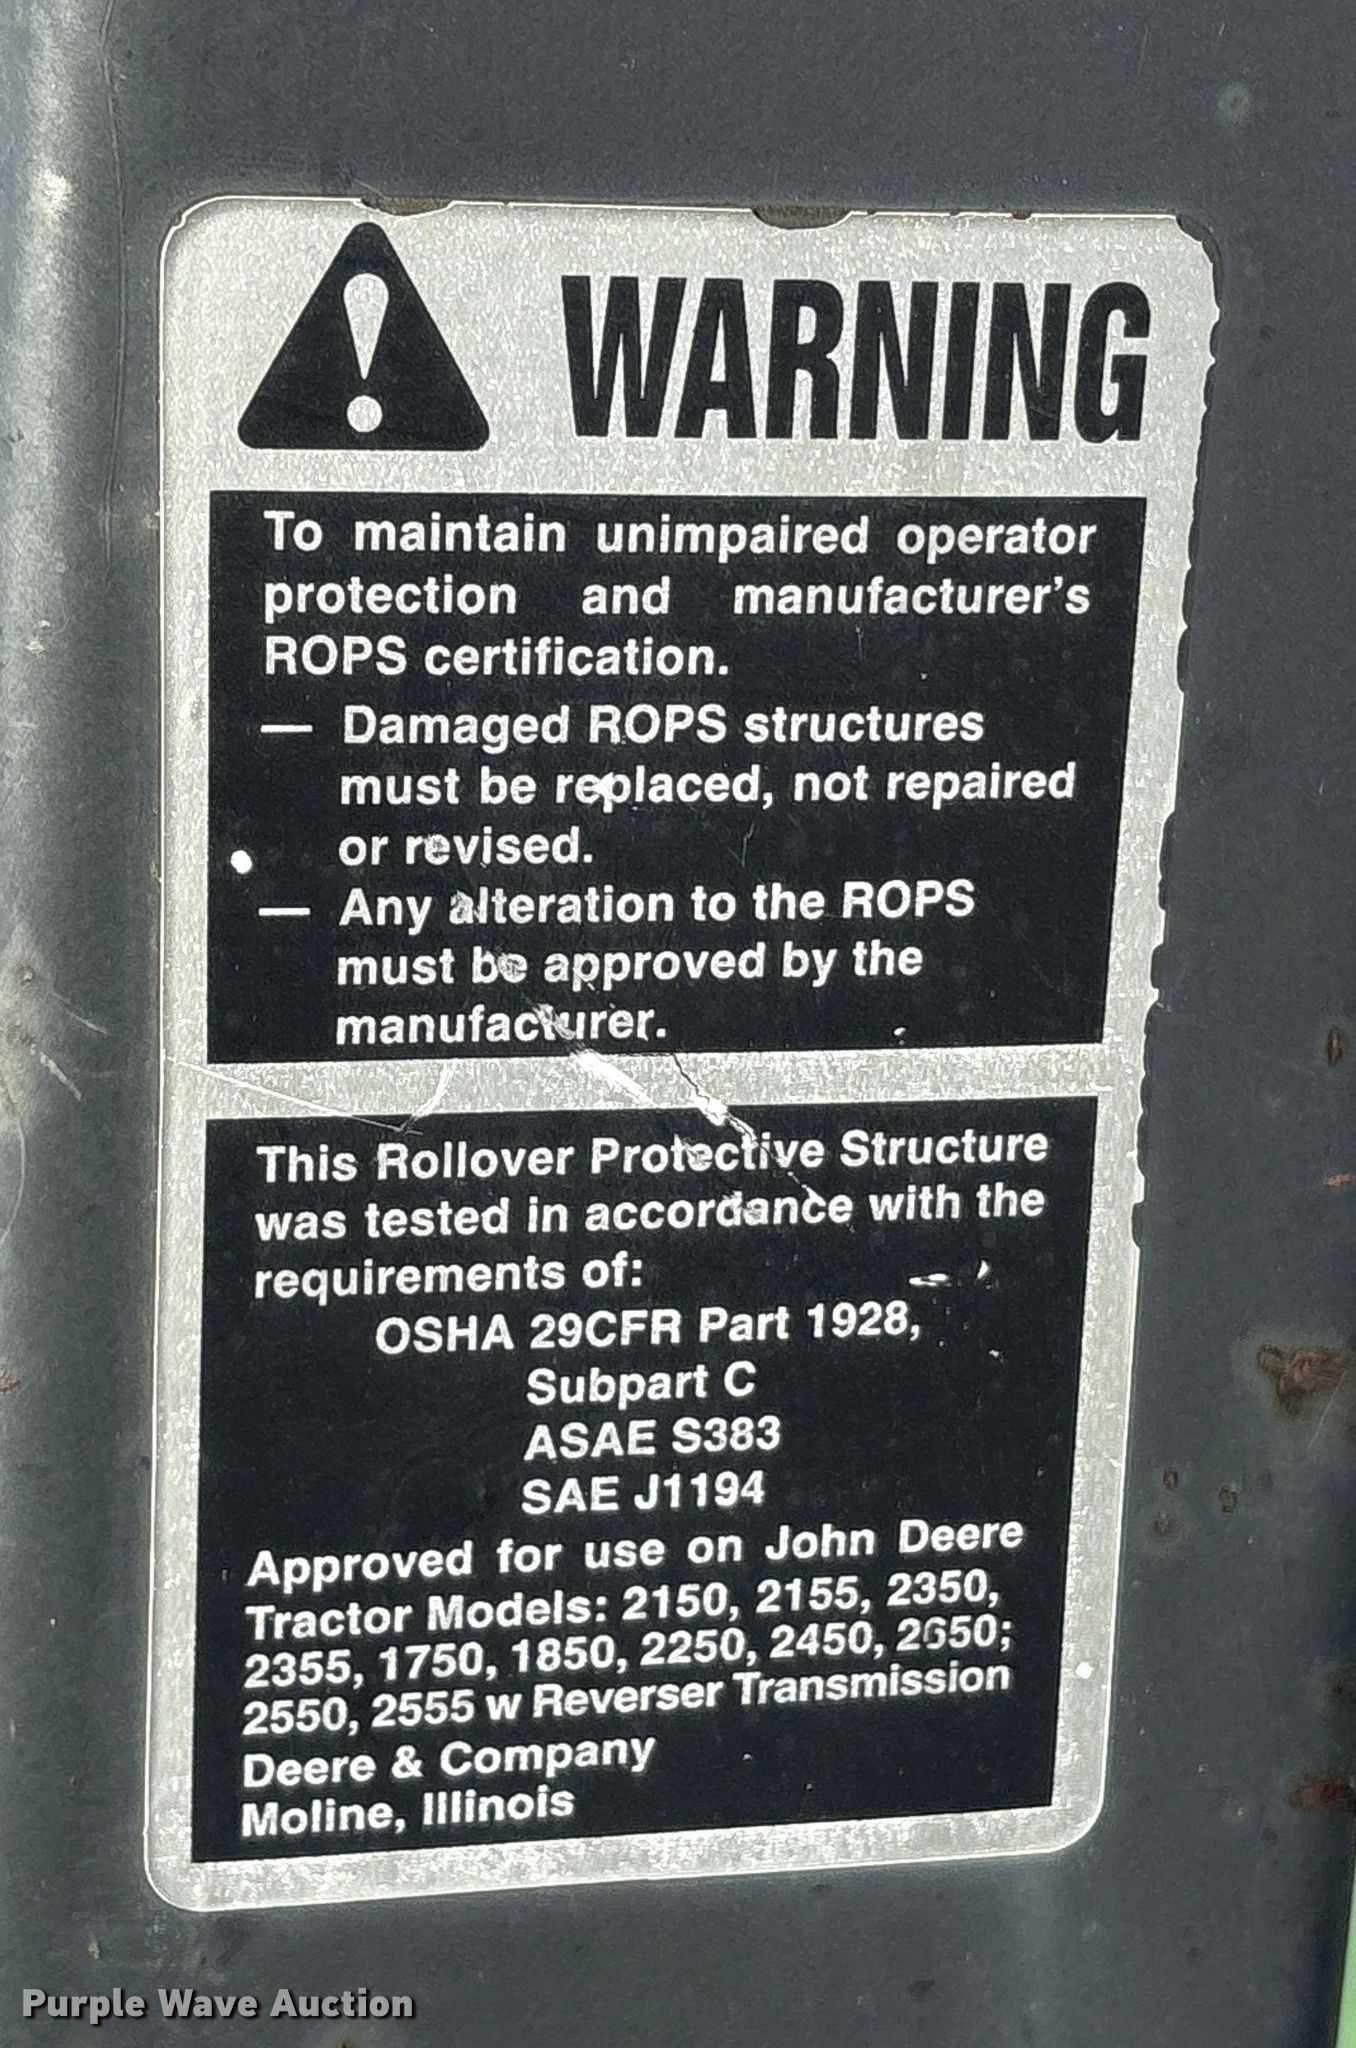 WARNING
To maintain unimpaired operator
protection and manufacturer's
ROPS certification.
— Damaged ROPS structures
must be replaced, not repaired
or revised.
— Any alteration to the ROPS
must be approved by the
manufacturer.
This Rollover Protective Structure
was tested in accordance with the
requirements of:
OSHA 29CFR Part 1928,
Subpart C
ASAE S383
SAE J1194
Approved for use on John Deere
Tractor Models: 2150, 2155, 2350,
2355, 1750, 1850, 2250, 2450, 2650;
2550, 2555 w Reverser Transmission
Deere & Company
Moline, Illinois
Purple Wave Auction